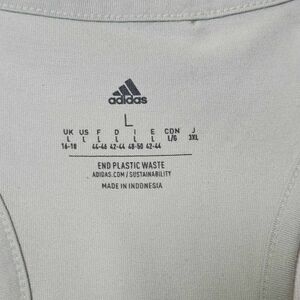 adidas
L
UK US F D I E CON J
L L L L L L L/G 3XL
16-18 44-46 42-44 48-50 42-44
END PLASTIC WASTE
ADIDAS.COM / SUSTAINABILITY
MADE IN INDONESIA